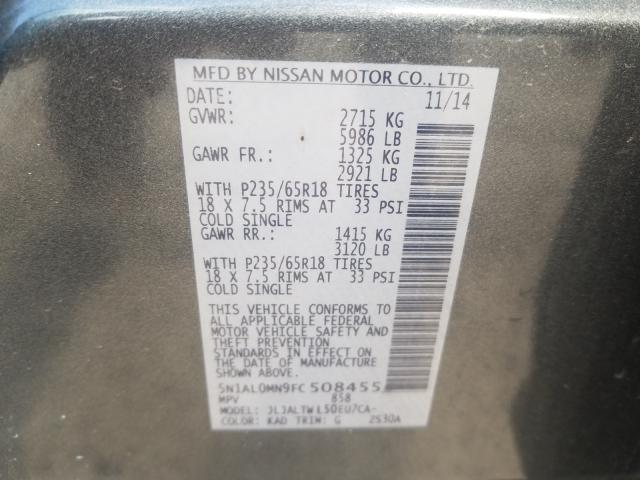 MFD BY NISSAN MOTOR CO., LTD.
DATE: 11/14
GVWR: 2715 KG
5986 LB
GAWR FR.: 1325 KG
2921 LB
WITH P235/65R18 TIRES
18 X 7.5 RIMS AT 33 PSI
COLD SINGLE
GAWR RR.: 1415 KG
3120 LB
WITH P235/65R18 TIRES
18 X 7.5 RIMS AT 33 PSI
COLD SINGLE
THIS VEHICLE CONFORMS TO
ALL APPLICABLE FEDERAL
MOTOR VEHICLE SAFETY AND
THEFT PREVENTION
STANDARDS IN EFFECT ON
THE DATE OF MANUFACTURE
5N1AL0MN9FC508455
MPV 858
MODEL: JLJALTWL50EU7CA-
COLOR: KAD TRIM: G 2530A